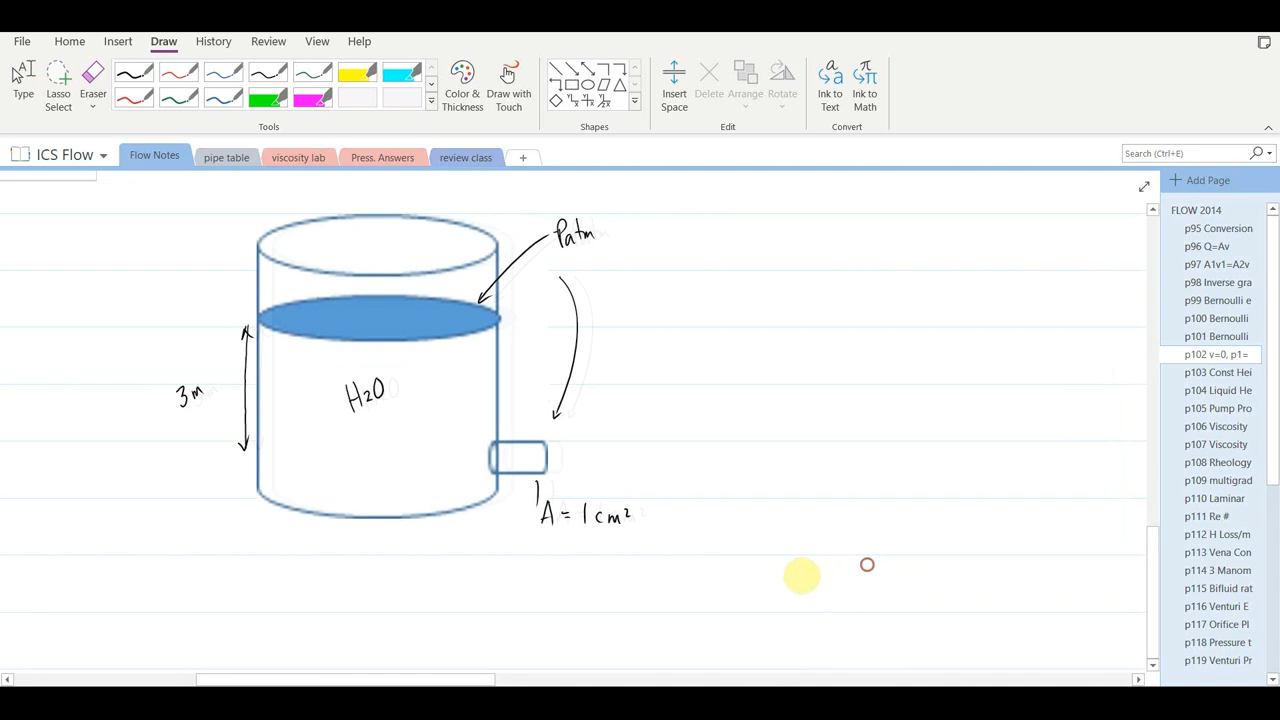 File Home Insert Draw History Review View Help
Type Lasso Select Eraser Color & Thickness Draw with Touch Insert Space Delete Arrange Rotate Ink to Text Ink to Math
Tools Shapes Edit Convert
ICS Flow Flow Notes pipe table viscosity lab Press. Answers review class Search (Ctrl+E)
Add Page
FLOW 2014
p95 Conversion
p96 Q=Av
p97 A1v1=A2v
p98 Inverse gra
p99 Bernoulli e
p100 Bernoulli
p101 Bernoulli
p102 v=0, p1=
p103 Const Hei
p104 Liquid He
p105 Pump Pro
p106 Viscosity
p107 Viscosity
p108 Rheology
p109 multigrad
p110 Laminar
p111 Re #
p112 H Loss/m
p113 Vena Con
p114 3 Manom
p115 Bifluid rat
p116 Venturi E
p117 Orifice Pl
p118 Pressure t
p119 Venturi Pr
Patm
3m
H₂O
A = 1 cm²